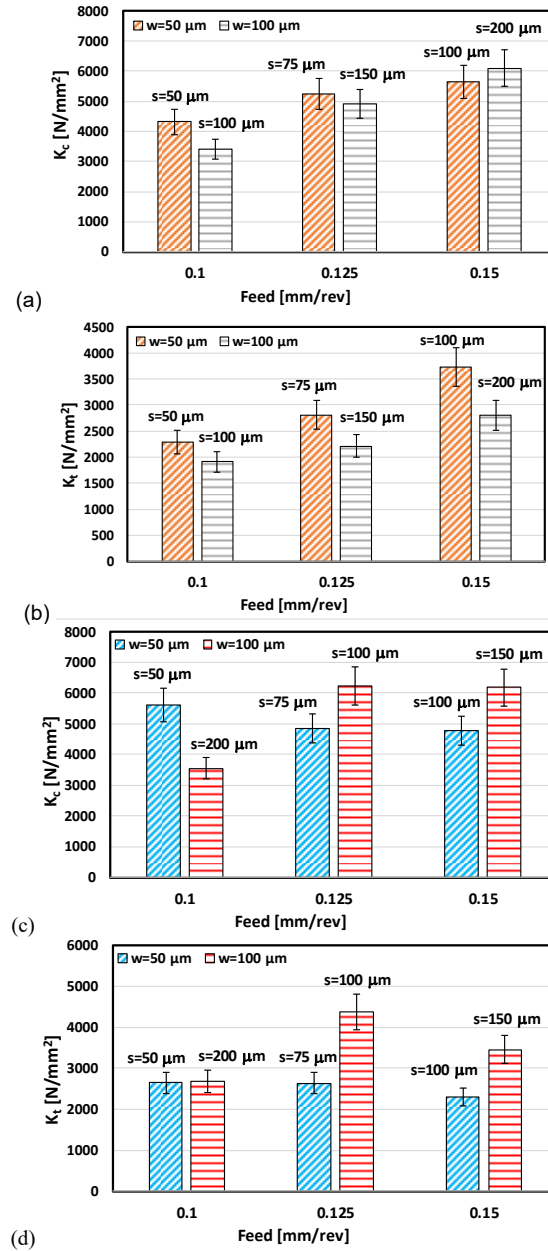 8000
w=50 µm w=100 µm
s=200 µm
7000
s=75 µm
s=100 µm
s=150 µm
6000
s=50 µm
5000
s=100 µm
4000
3000
2000
1000
0
Kc [N/mm²]
0.1 0.125 0.15
Feed [mm/rev]
(a)
4500
w=50 µm w=100 µm
s=100 µm
4000
s=75 µm
3500
s=200 µm
3000
s=50 µm
s=150 µm
s=100 µm
2500
2000
1500
1000
500
0
Kt [N/mm²]
0.1 0.125 0.15
Feed [mm/rev]
(b)
8000
w=50 µm w=100 µm
s=100 µm
s=150 µm
7000
s=50 µm
6000
s=75 µm
s=100 µm
5000
s=200 µm
4000
3000
2000
1000
0
Kc [N/mm²]
0.1 0.125 0.15
Feed [mm/rev]
(c)
6000
w=50 µm w=100 µm
s=100 µm
5000
s=150 µm
4000
s=50 µm s=200 µm s=75 µm
s=100 µm
3000
2000
1000
0
Kt [N/mm²]
0.1 0.125 0.15
Feed [mm/rev]
(d)